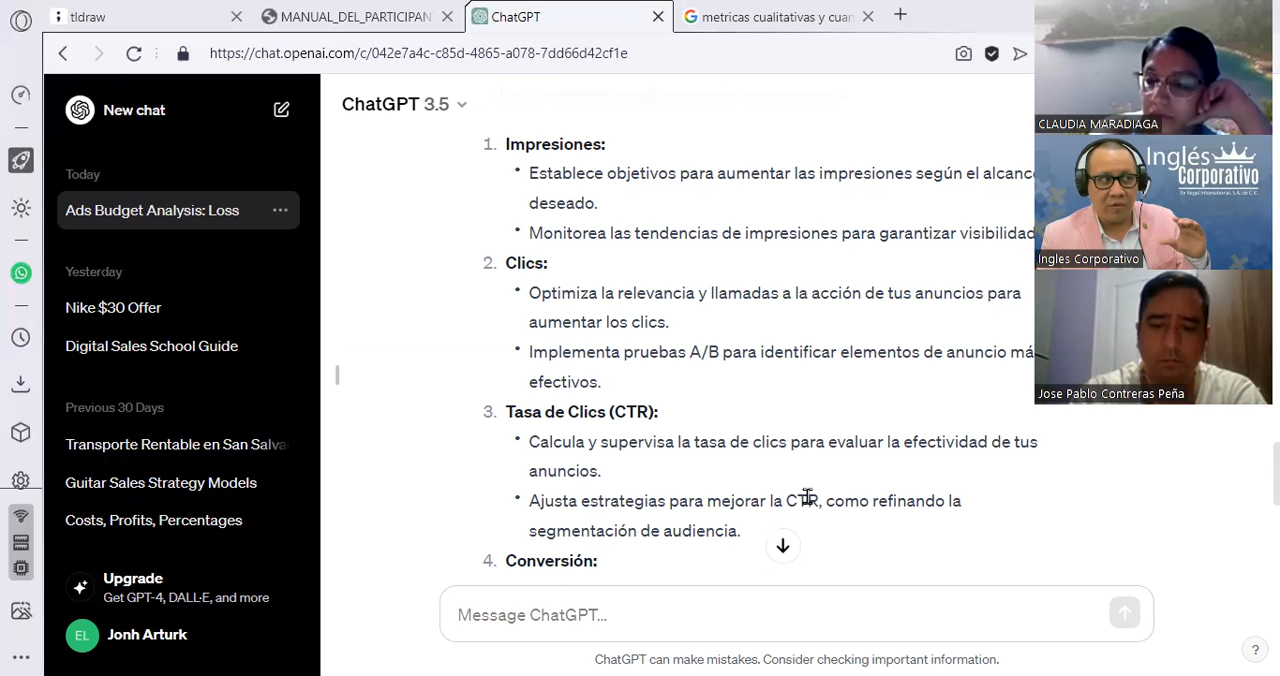 tldraw
MANUAL_DEL_PARTICIPAN
ChatGPT
metricas cualitativas y cuan
https://chat.openai.com/c/042e7a4c-c85d-4865-a078-7dd66d42cf1e
New chat
Today
Ads Budget Analysis: Loss
Yesterday
Nike $30 Offer
Digital Sales School Guide
Previous 30 Days
Transporte Rentable en San Salva
Guitar Sales Strategy Models
Costs, Profits, Percentages
Upgrade
Get GPT-4, DALL·E, and more
EL
Jonh Arturk
ChatGPT 3.5
1. Impresiones:
• Establece objetivos para aumentar las impresiones según el alcance
deseado.
• Monitorea las tendencias de impresiones para garantizar visibilidad
2. Clics:
• Optimiza la relevancia y llamadas a la acción de tus anuncios para
aumentar los clics.
• Implementa pruebas A/B para identificar elementos de anuncio má
efectivos.
3. Tasa de Clics (CTR):
• Calcula y supervisa la tasa de clics para evaluar la efectividad de tus
anuncios.
• Ajusta estrategias para mejorar la CTR, como refinando la
segmentación de audiencia.
4. Conversión:
Message ChatGPT...
ChatGPT can make mistakes. Consider checking important information.
?
CLAUDIA MARADIAGA
Inglés
Corporativo
By Regal International, S.A. de C.V.
Ingles Corporativo
Jose Pablo Contreras Peña